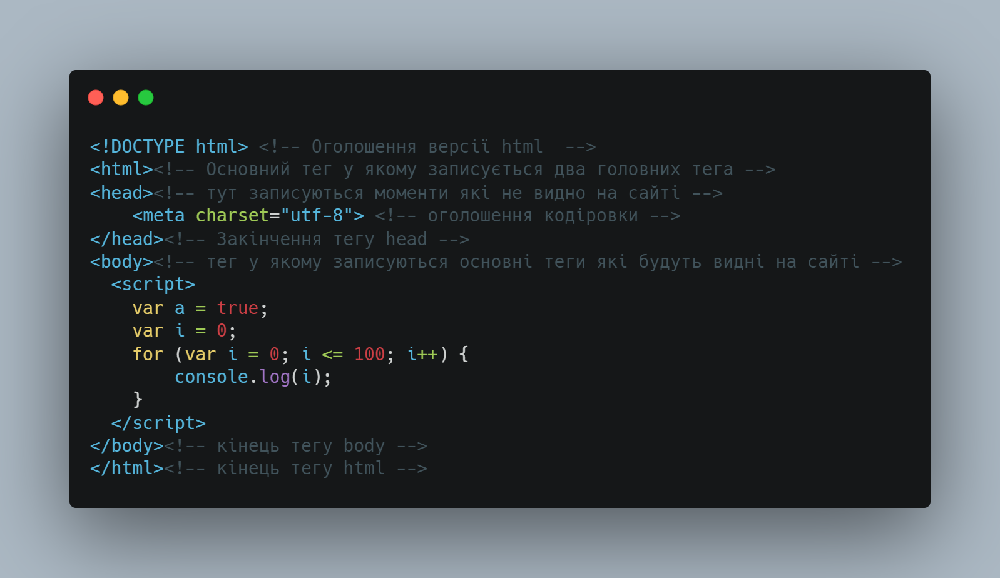 <!DOCTYPE html> <!-- Оголошення версії html  -->
<html><!-- Основний тег у якому записується два головних тега -->
<head><!-- тут записуються моменти які не видно на сайті -->
    <meta charset="utf-8"> <!-- оголошення кодіровки -->
</head><!-- Закінчення тегу head -->
<body><!-- тег у якому записуються основні теги які будуть видні на сайті -->
  <script>
    var a = true;
    var i = 0;
    for (var i = 0; i <= 100; i++) {
        console.log(i);
    }
  </script>
</body><!-- кінець тегу body -->
</html><!-- кінець тегу html -->